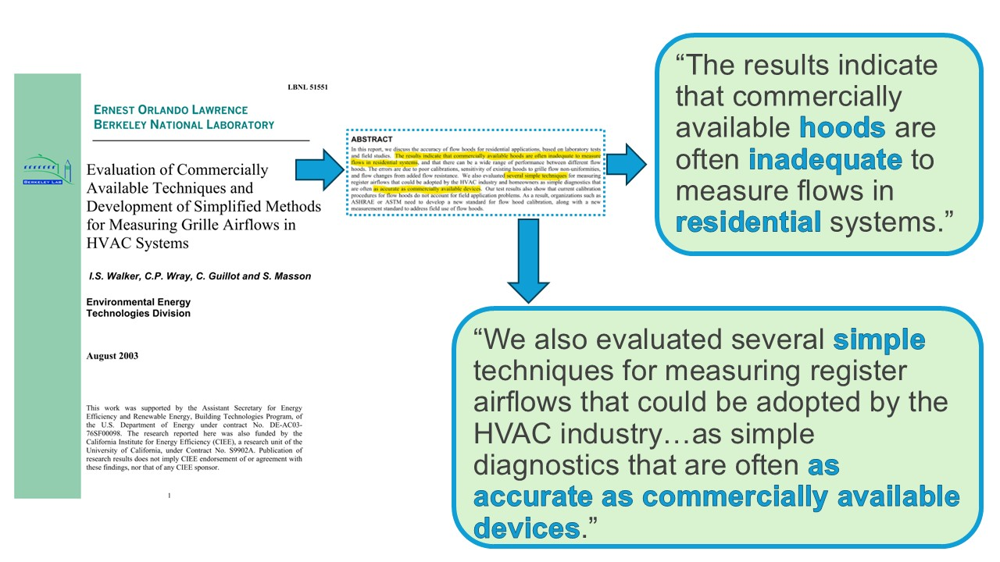 LBNL 51551
ERNEST ORLANDO LAWRENCE
BERKELEY NATIONAL LABORATORY
BERKELEY LAB
Evaluation of Commercially
Available Techniques and
Development of Simplified Methods
for Measuring Grille Airflows in
HVAC Systems
I.S. Walker, C.P. Wray, C. Guillot and S. Masson
Environmental Energy
Technologies Division
August 2003
This work was supported by the Assistant Secretary for Energy
Efficiency and Renewable Energy, Building Technologies Program, of
the U.S. Department of Energy under contract No. DE-AC03-
76SF00098. The research reported here was also funded by the
California Institute for Energy Efficiency (CIEE), a research unit of the
University of California, under Contract No. S9902A. Publication of
research results does not imply CIEE endorsement of or agreement with
these findings, nor that of any CIEE sponsor.
1
ABSTRACT
In this report, we discuss the accuracy of flow hoods for residential applications, based on laboratory tests
and field studies. The results indicate that commercially available hoods are often inadequate to measure
flows in residential systems, and that there can be a wide range of performance between different flow
hoods. The errors are due to poor calibrations, sensitivity of existing hoods to grille flow non-uniformities,
and flow changes from added flow resistance. We also evaluated several simple techniques for measuring
register airflows that could be adopted by the HVAC industry and homeowners as simple diagnostics that
are often as accurate as commercially available devices. Our test results also show that current calibration
procedures for flow hoods do not account for field application problems. As a result, organizations such as
ASHRAE or ASTM need to develop a new standard for flow hood calibration, along with a new
measurement standard to address field use of flow hoods.
“The results indicate
that commercially
available hoods are
often inadequate to
measure flows in
residential systems.”
“We also evaluated several simple
techniques for measuring register
airflows that could be adopted by the
HVAC industry…as simple
diagnostics that are often as
accurate as commercially available
devices.”